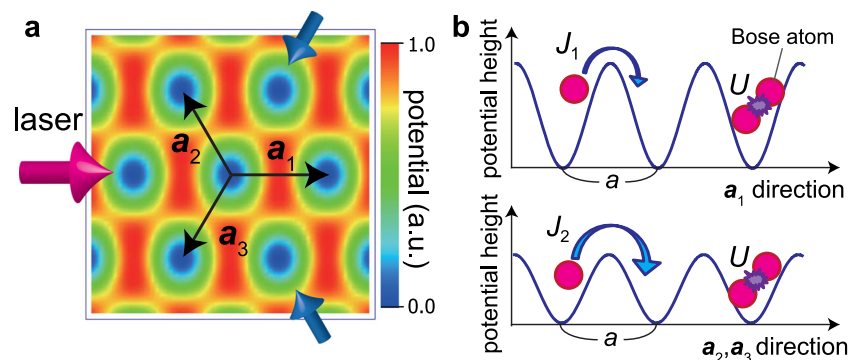 a
laser
a1
a2
a3
1.0
potential (a.u.)
0.0
b
potential height
J1
U
Bose atom
a
a1 direction
potential height
J2
U
a
a2,a3 direction